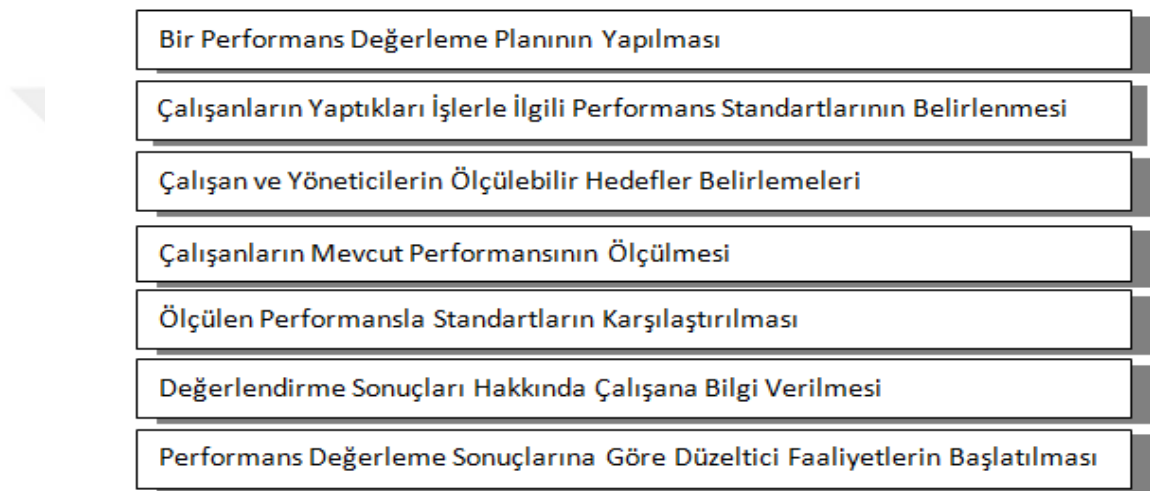 Bir Performans Değerleme Planının Yapılması
Çalışanların Yaptıkları İşlerle İlgili Performans Standartlarının Belirlenmesi
Çalışan ve Yöneticilerin Ölçülebilir Hedefler Belirlemeleri
Çalışanların Mevcut Performansının Ölçülmesi
Ölçülen Performansla Standartların Karşılaştırılması
Değerlendirme Sonuçları Hakkında Çalışana Bilgi Verilmesi
Performans Değerleme Sonuçlarına Göre Düzeltici Faaliyetlerin Başlatılması